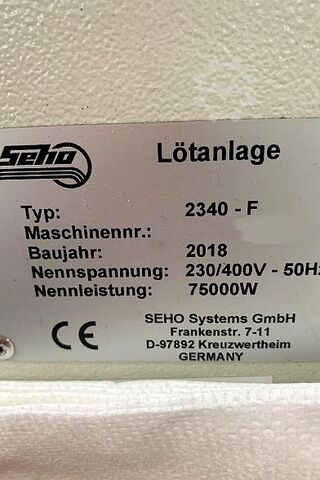 Seho
Lötanlage
Typ: 2340 - F
Maschinennr.:
Baujahr: 2018
Nennspannung: 230/400V - 50Hz
Nennleistung: 75000W
SEHO Systems GmbH
Frankenstr. 7-11
D-97892 Kreuzwertheim
GERMANY
CE